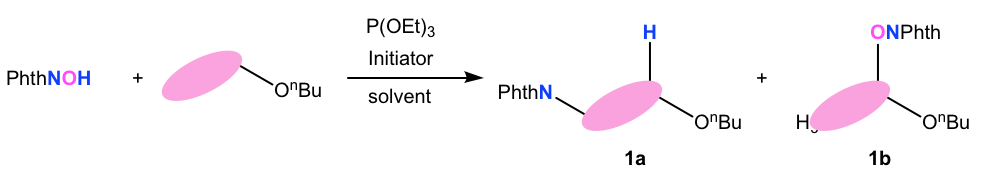 P(OEt)₃
Initiator
solvent
PhthNOH + OⁿBu
PhthN H OⁿBu
+
ONPhth H OⁿBu
1a
1b